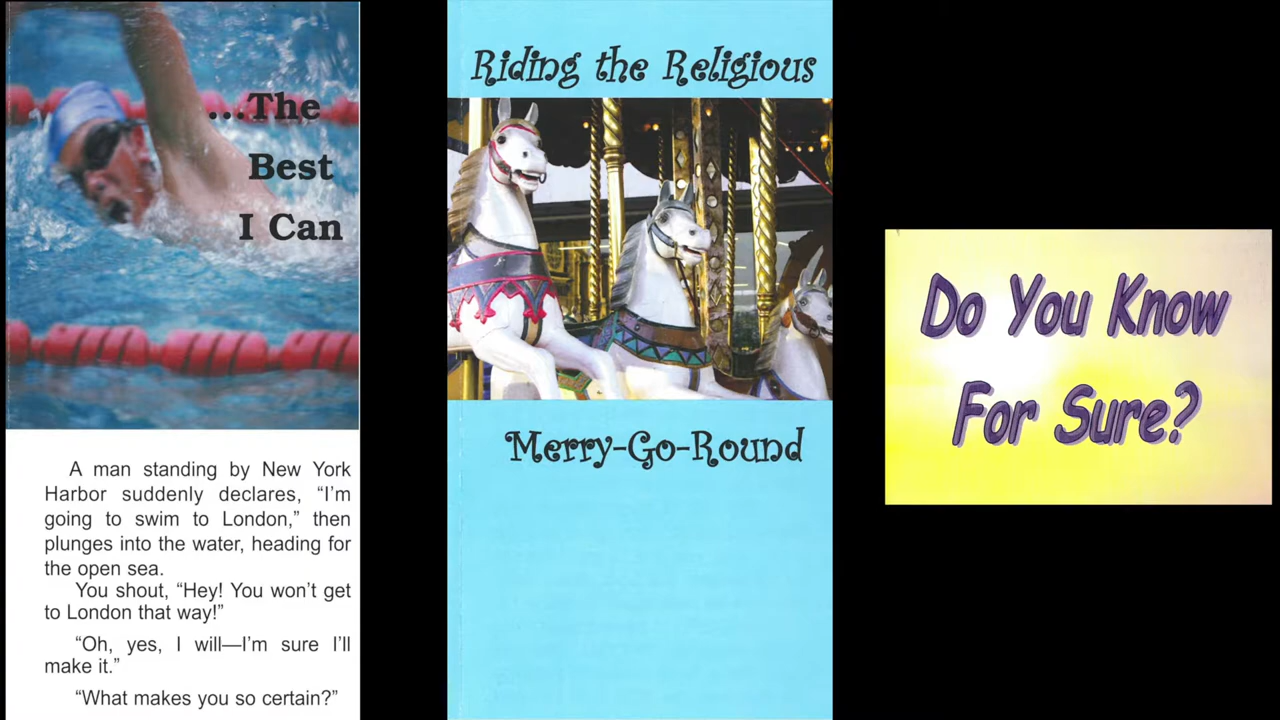 ...The
Best
I Can
A man standing by New York
Harbor suddenly declares, “I’m
going to swim to London,” then
plunges into the water, heading for
the open sea.
You shout, “Hey! You won’t get
to London that way!”
“Oh, yes, I will—I’m sure I’ll
make it.”
“What makes you so certain?”
Riding the Religious
Merry-Go-Round
Do You Know
For Sure?